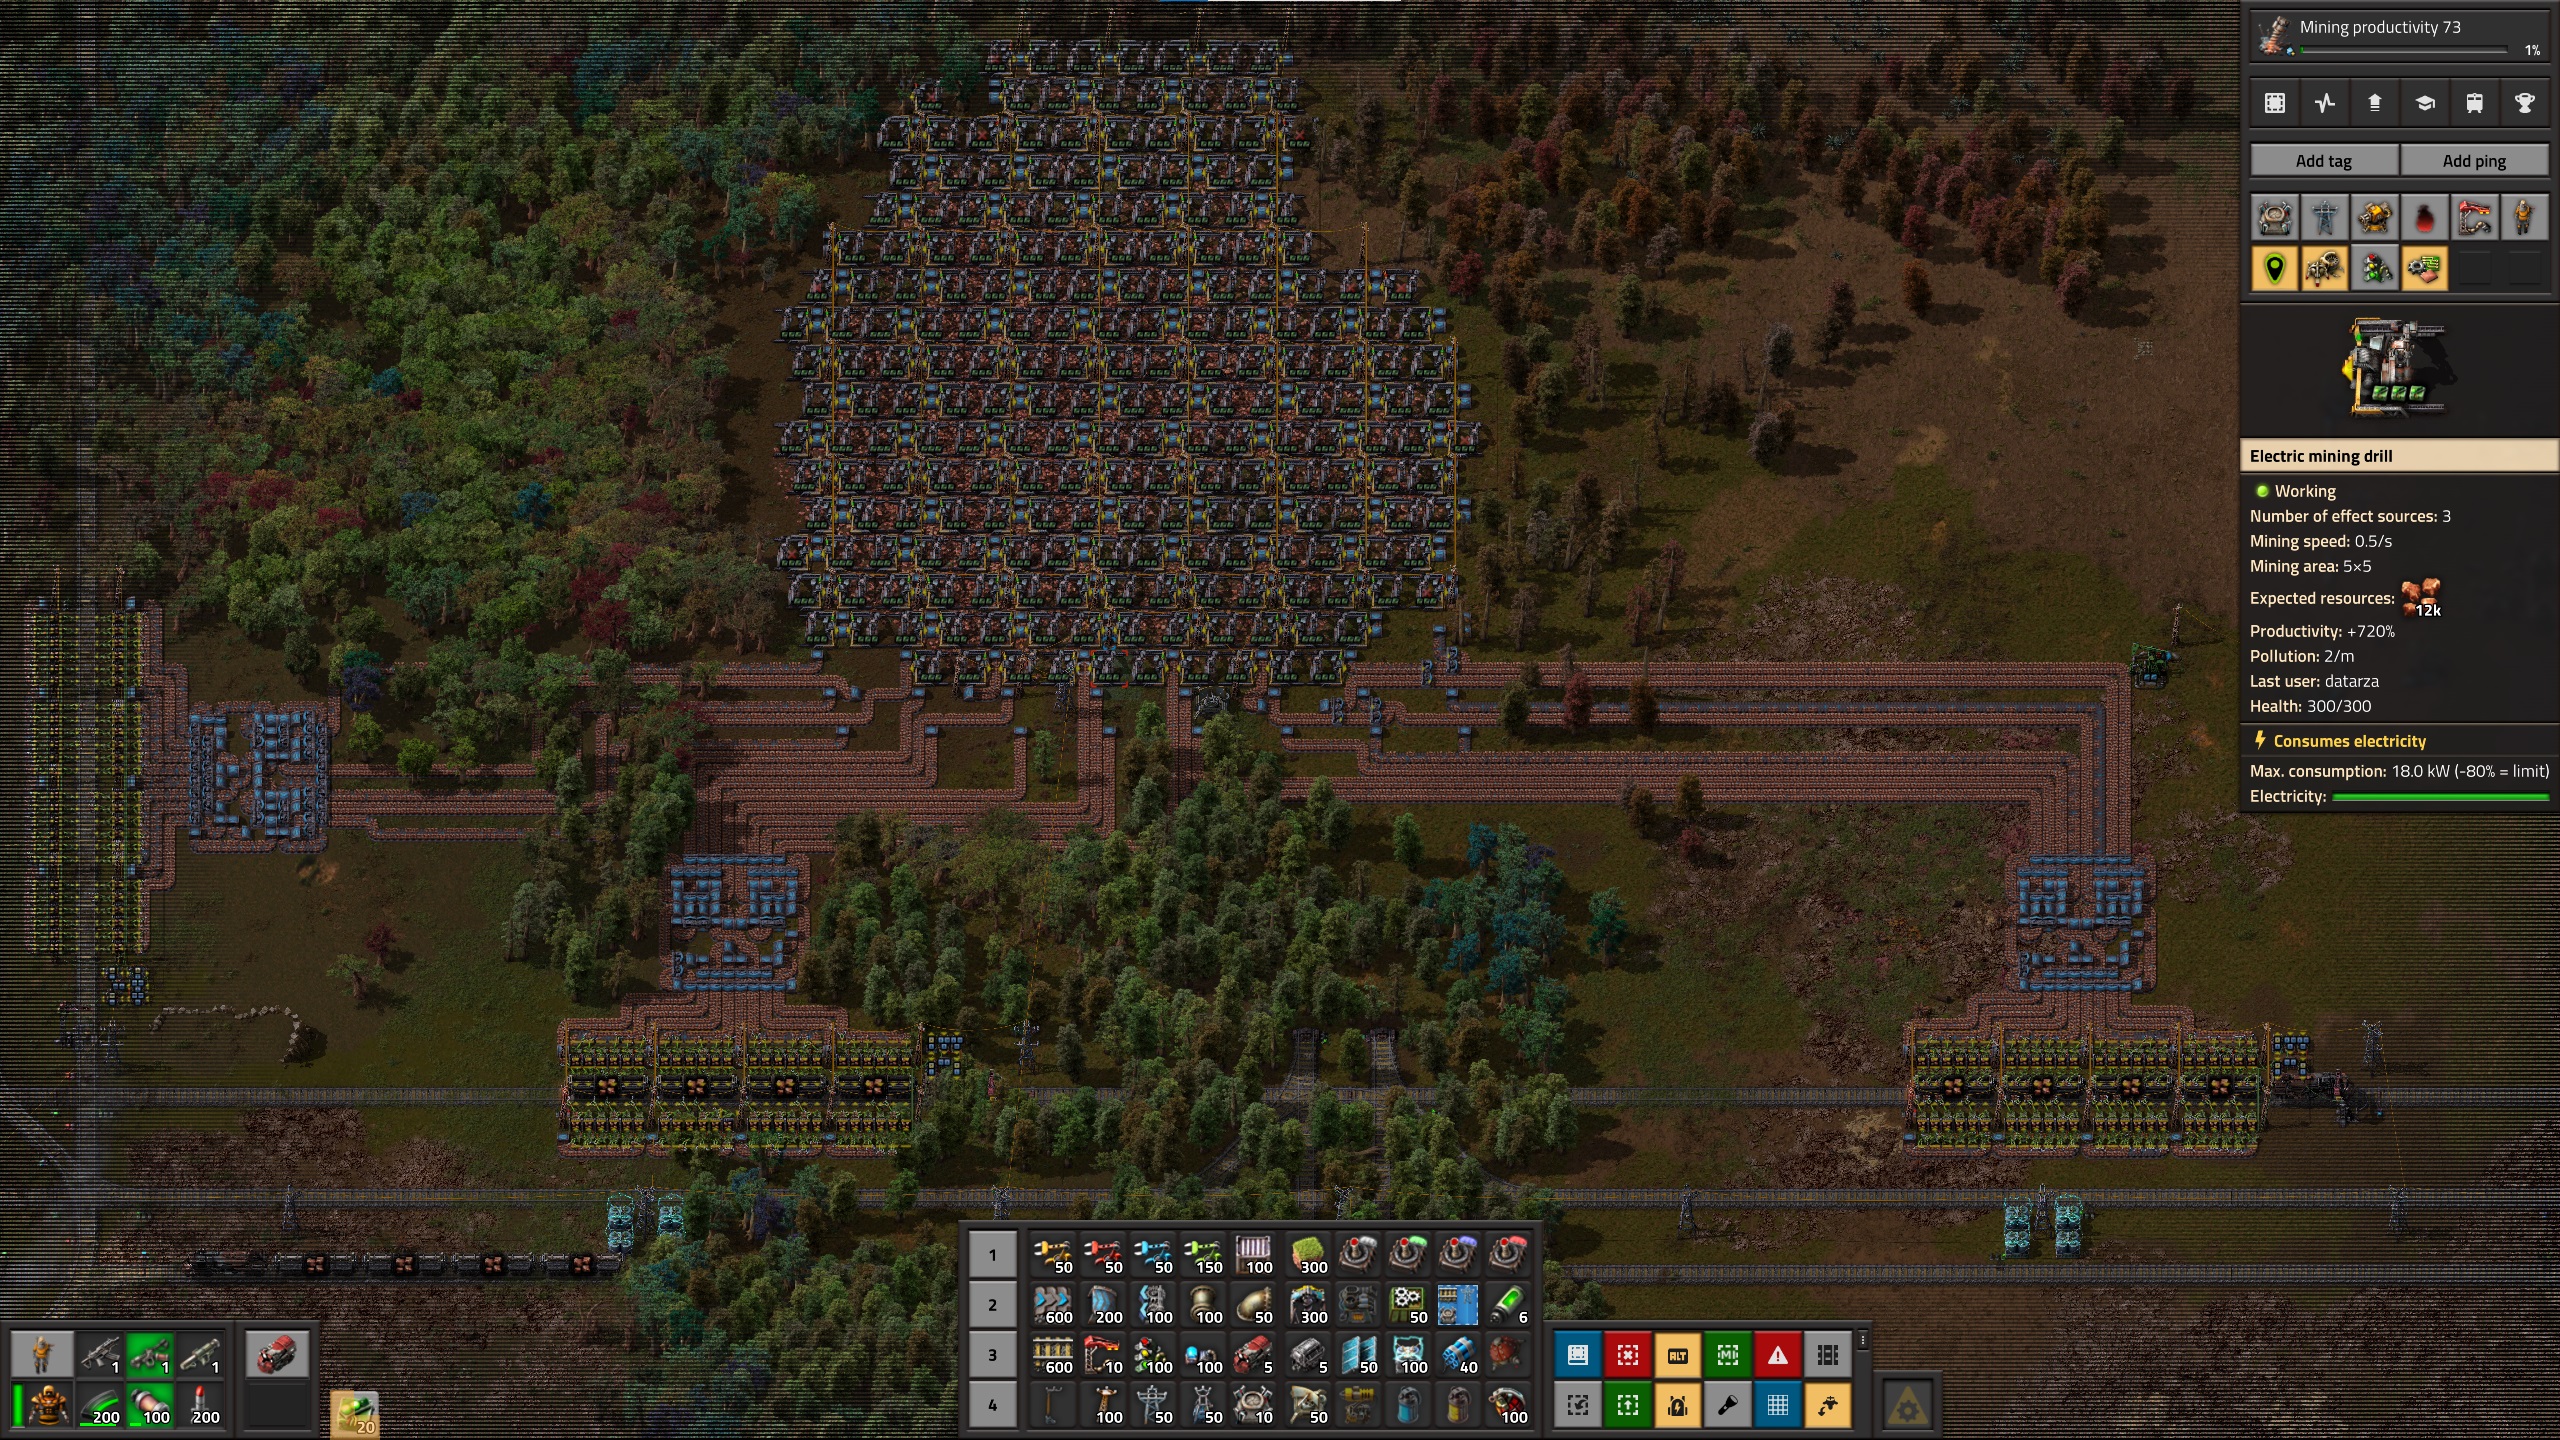 Mining productivity 73
1%
Add tag
Add ping
Electric mining drill
Working
Number of effect sources: 3
Mining speed: 0.5/s
Mining area: 5×5
Expected resources:
12k
Productivity: +720%
Pollution: 2/m
Last user: datarza
Health: 300/300
Consumes electricity
Max. consumption: 18.0 kW (-80% = limit)
Electricity:
1 50 50 50 150 100 300
2 600 200 100 100 50 300 50 6
3 600 10 100 100 5 5 50 100 40
4 100 50 50 10 50 100
1 1 1
200 100 200
20
ALT